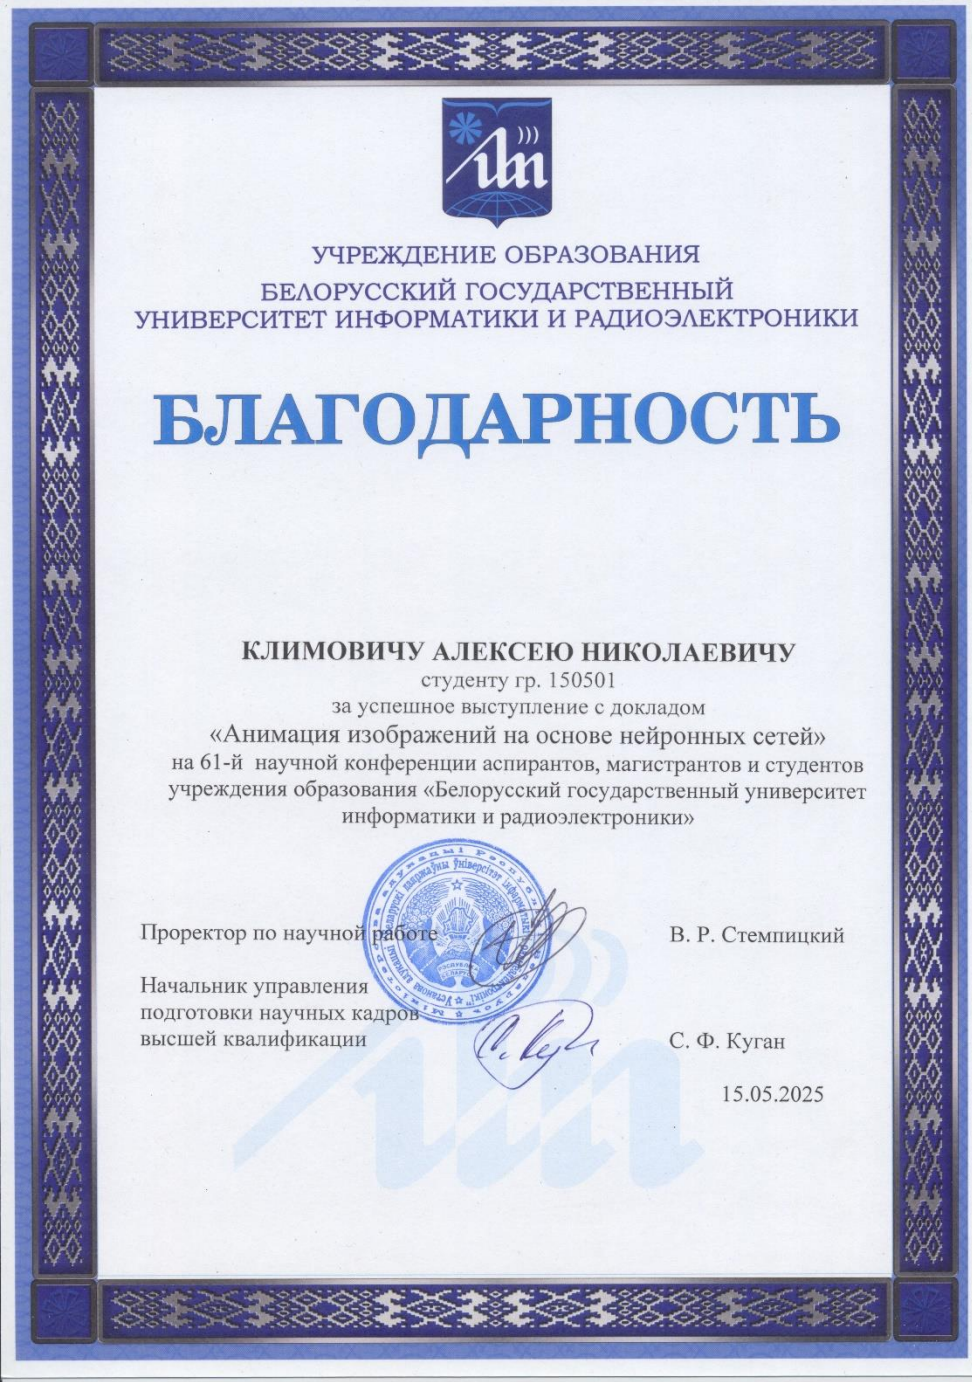 УЧРЕЖДЕНИЕ ОБРАЗОВАНИЯ
БЕЛОРУССКИЙ ГОСУДАРСТВЕННЫЙ
УНИВЕРСИТЕТ ИНФОРМАТИКИ И РАДИОЭЛЕКТРОНИКИ
БЛАГОДАРНОСТЬ
КЛИМОВИЧУ АЛЕКСЕЮ НИКОЛАЕВИЧУ
студенту гр. 150501
за успешное выступление с докладом
«Анимация изображений на основе нейронных сетей»
на 61-й научной конференции аспирантов, магистрантов и студентов
учреждения образования «Белорусский государственный университет
информатики и радиоэлектроники»
Проректор по научной работе В. Р. Стемпицкий
Начальник управления
подготовки научных кадров
высшей квалификации С. Ф. Куган
15.05.2025